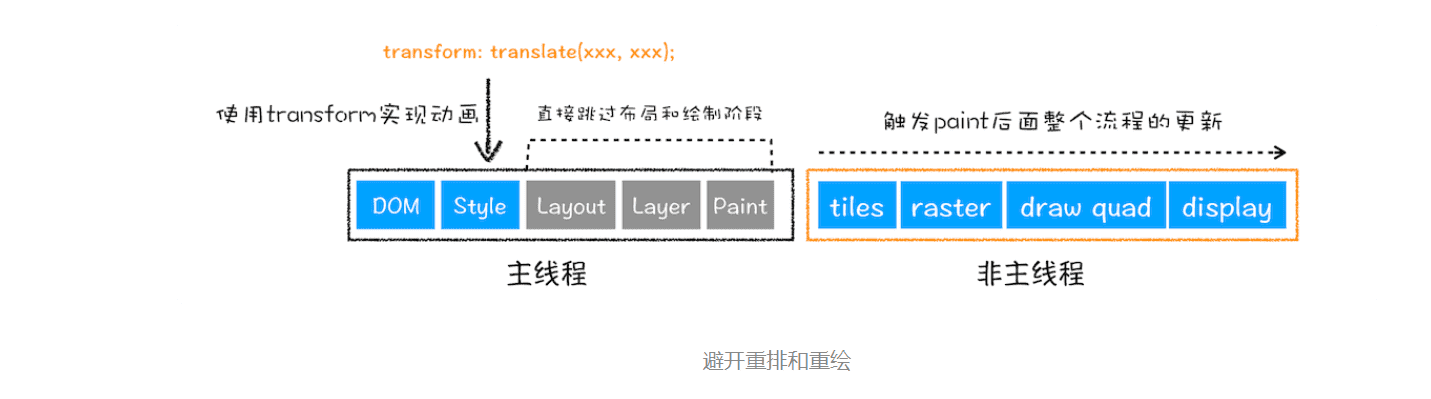 transform: translate(xxx, xxx);
使用transform实现动画
直接跳过布局和绘制阶段
触发paint后面整个流程的更新
DOM Style Layout Layer Paint
tiles raster draw quad display
主线程
非主线程
避开重排和重绘